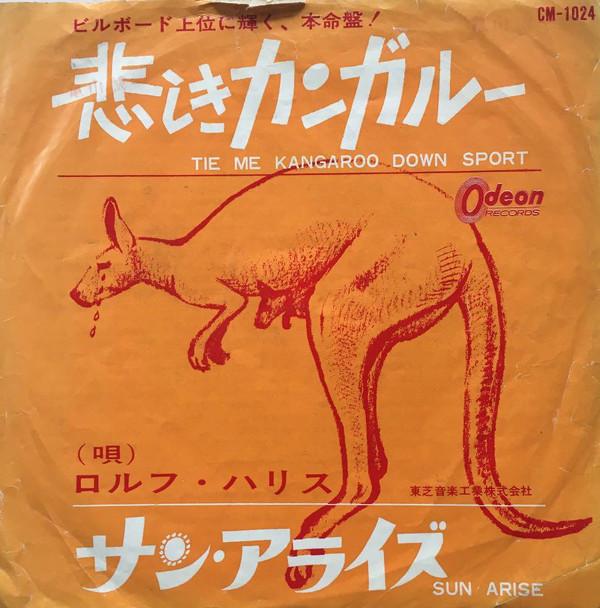 ビルボード上位に輝く、本命盤!
CM-1024
悲しきカンガルー
TIE ME KANGAROO DOWN SPORT
Odeon
RECORDS
(唄)
ロルフ・ハリス
東芝音楽工業株式会社
サン・アライズ
SUN ARISE